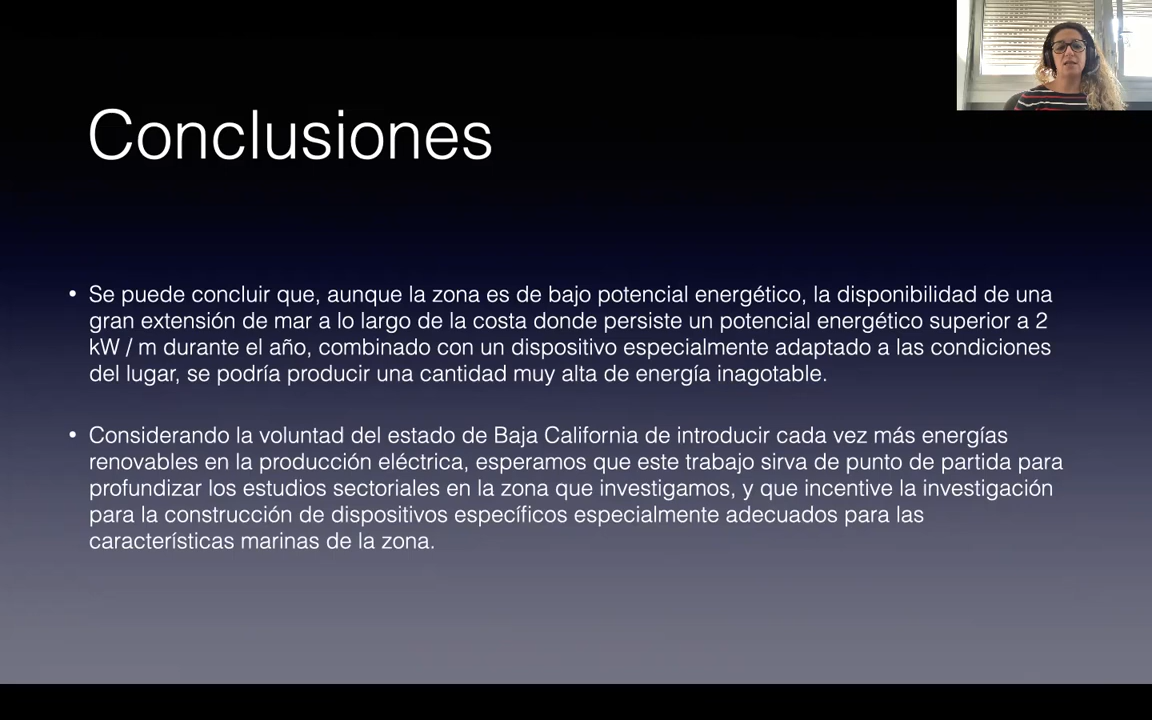 Conclusiones
• Se puede concluir que, aunque la zona es de bajo potencial energético, la disponibilidad de una
gran extensión de mar a lo largo de la costa donde persiste un potencial energético superior a 2
kW / m durante el año, combinado con un dispositivo especialmente adaptado a las condiciones
del lugar, se podría producir una cantidad muy alta de energía inagotable.
• Considerando la voluntad del estado de Baja California de introducir cada vez más energías
renovables en la producción eléctrica, esperamos que este trabajo sirva de punto de partida para
profundizar los estudios sectoriales en la zona que investigamos, y que incentive la investigación
para la construcción de dispositivos específicos especialmente adecuados para las
características marinas de la zona.